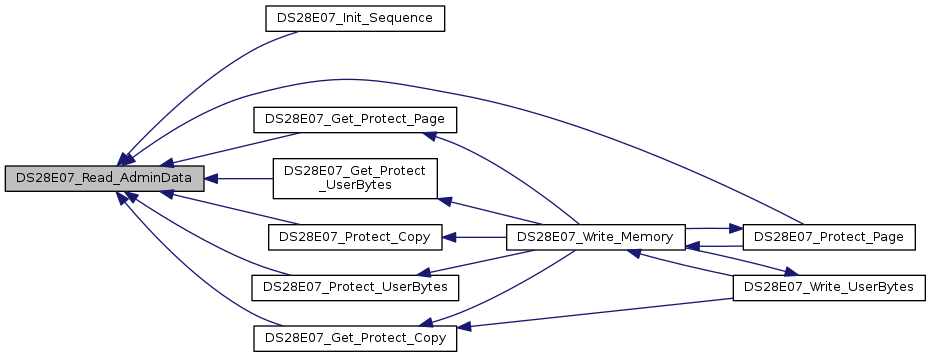 DS28E07_Init_Sequence
DS28E07_Get_Protect_Page
DS28E07_Read_AdminData
DS28E07_Get_Protect
_UserBytes
DS28E07_Protect_Copy
DS28E07_Write_Memory
DS28E07_Protect_Page
DS28E07_Protect_UserBytes
DS28E07_Write_UserBytes
DS28E07_Get_Protect_Copy